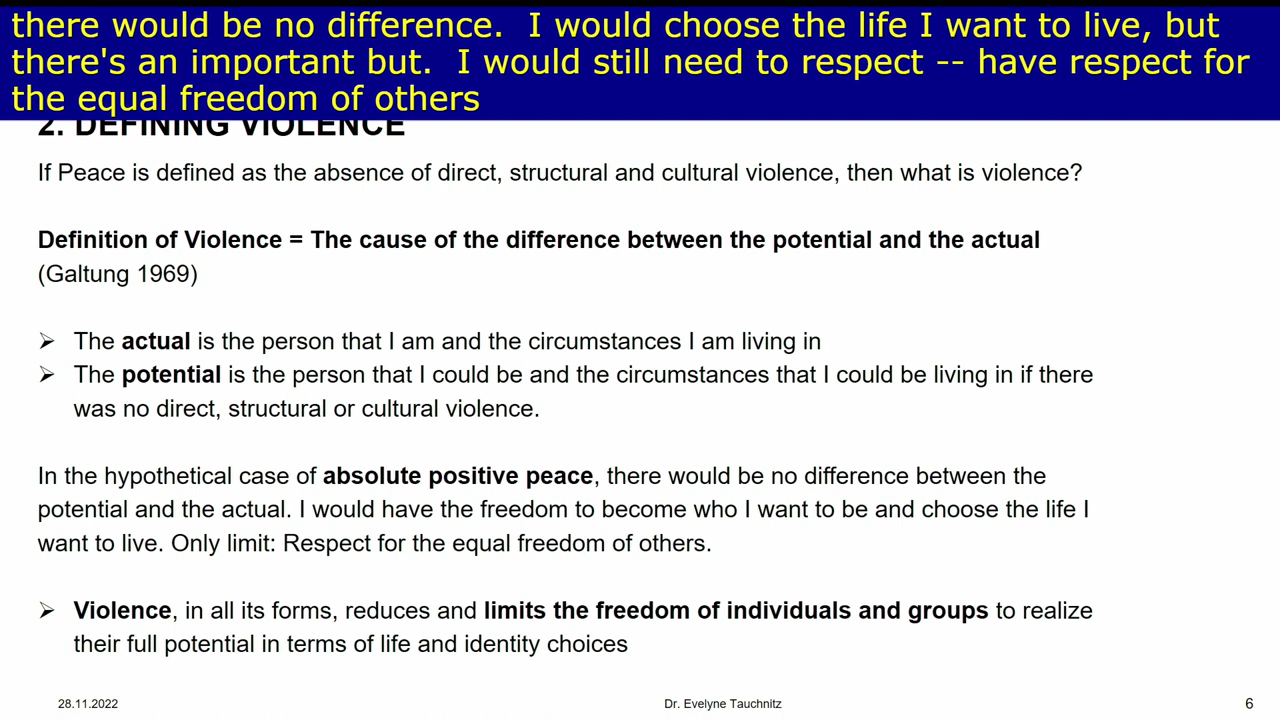 there would be no difference.  I would choose the life I want to live, but
there's an important but.  I would still need to respect -- have respect for
the equal freedom of others
2. DEFINING VIOLENCE
If Peace is defined as the absence of direct, structural and cultural violence, then what is violence?
Definition of Violence = The cause of the difference between the potential and the actual
(Galtung 1969)
➢ The actual is the person that I am and the circumstances I am living in
➢ The potential is the person that I could be and the circumstances that I could be living in if there
was no direct, structural or cultural violence.
In the hypothetical case of absolute positive peace, there would be no difference between the
potential and the actual. I would have the freedom to become who I want to be and choose the life I
want to live. Only limit: Respect for the equal freedom of others.
➢ Violence, in all its forms, reduces and limits the freedom of individuals and groups to realize
their full potential in terms of life and identity choices
28.11.2022 Dr. Evelyne Tauchnitz 6